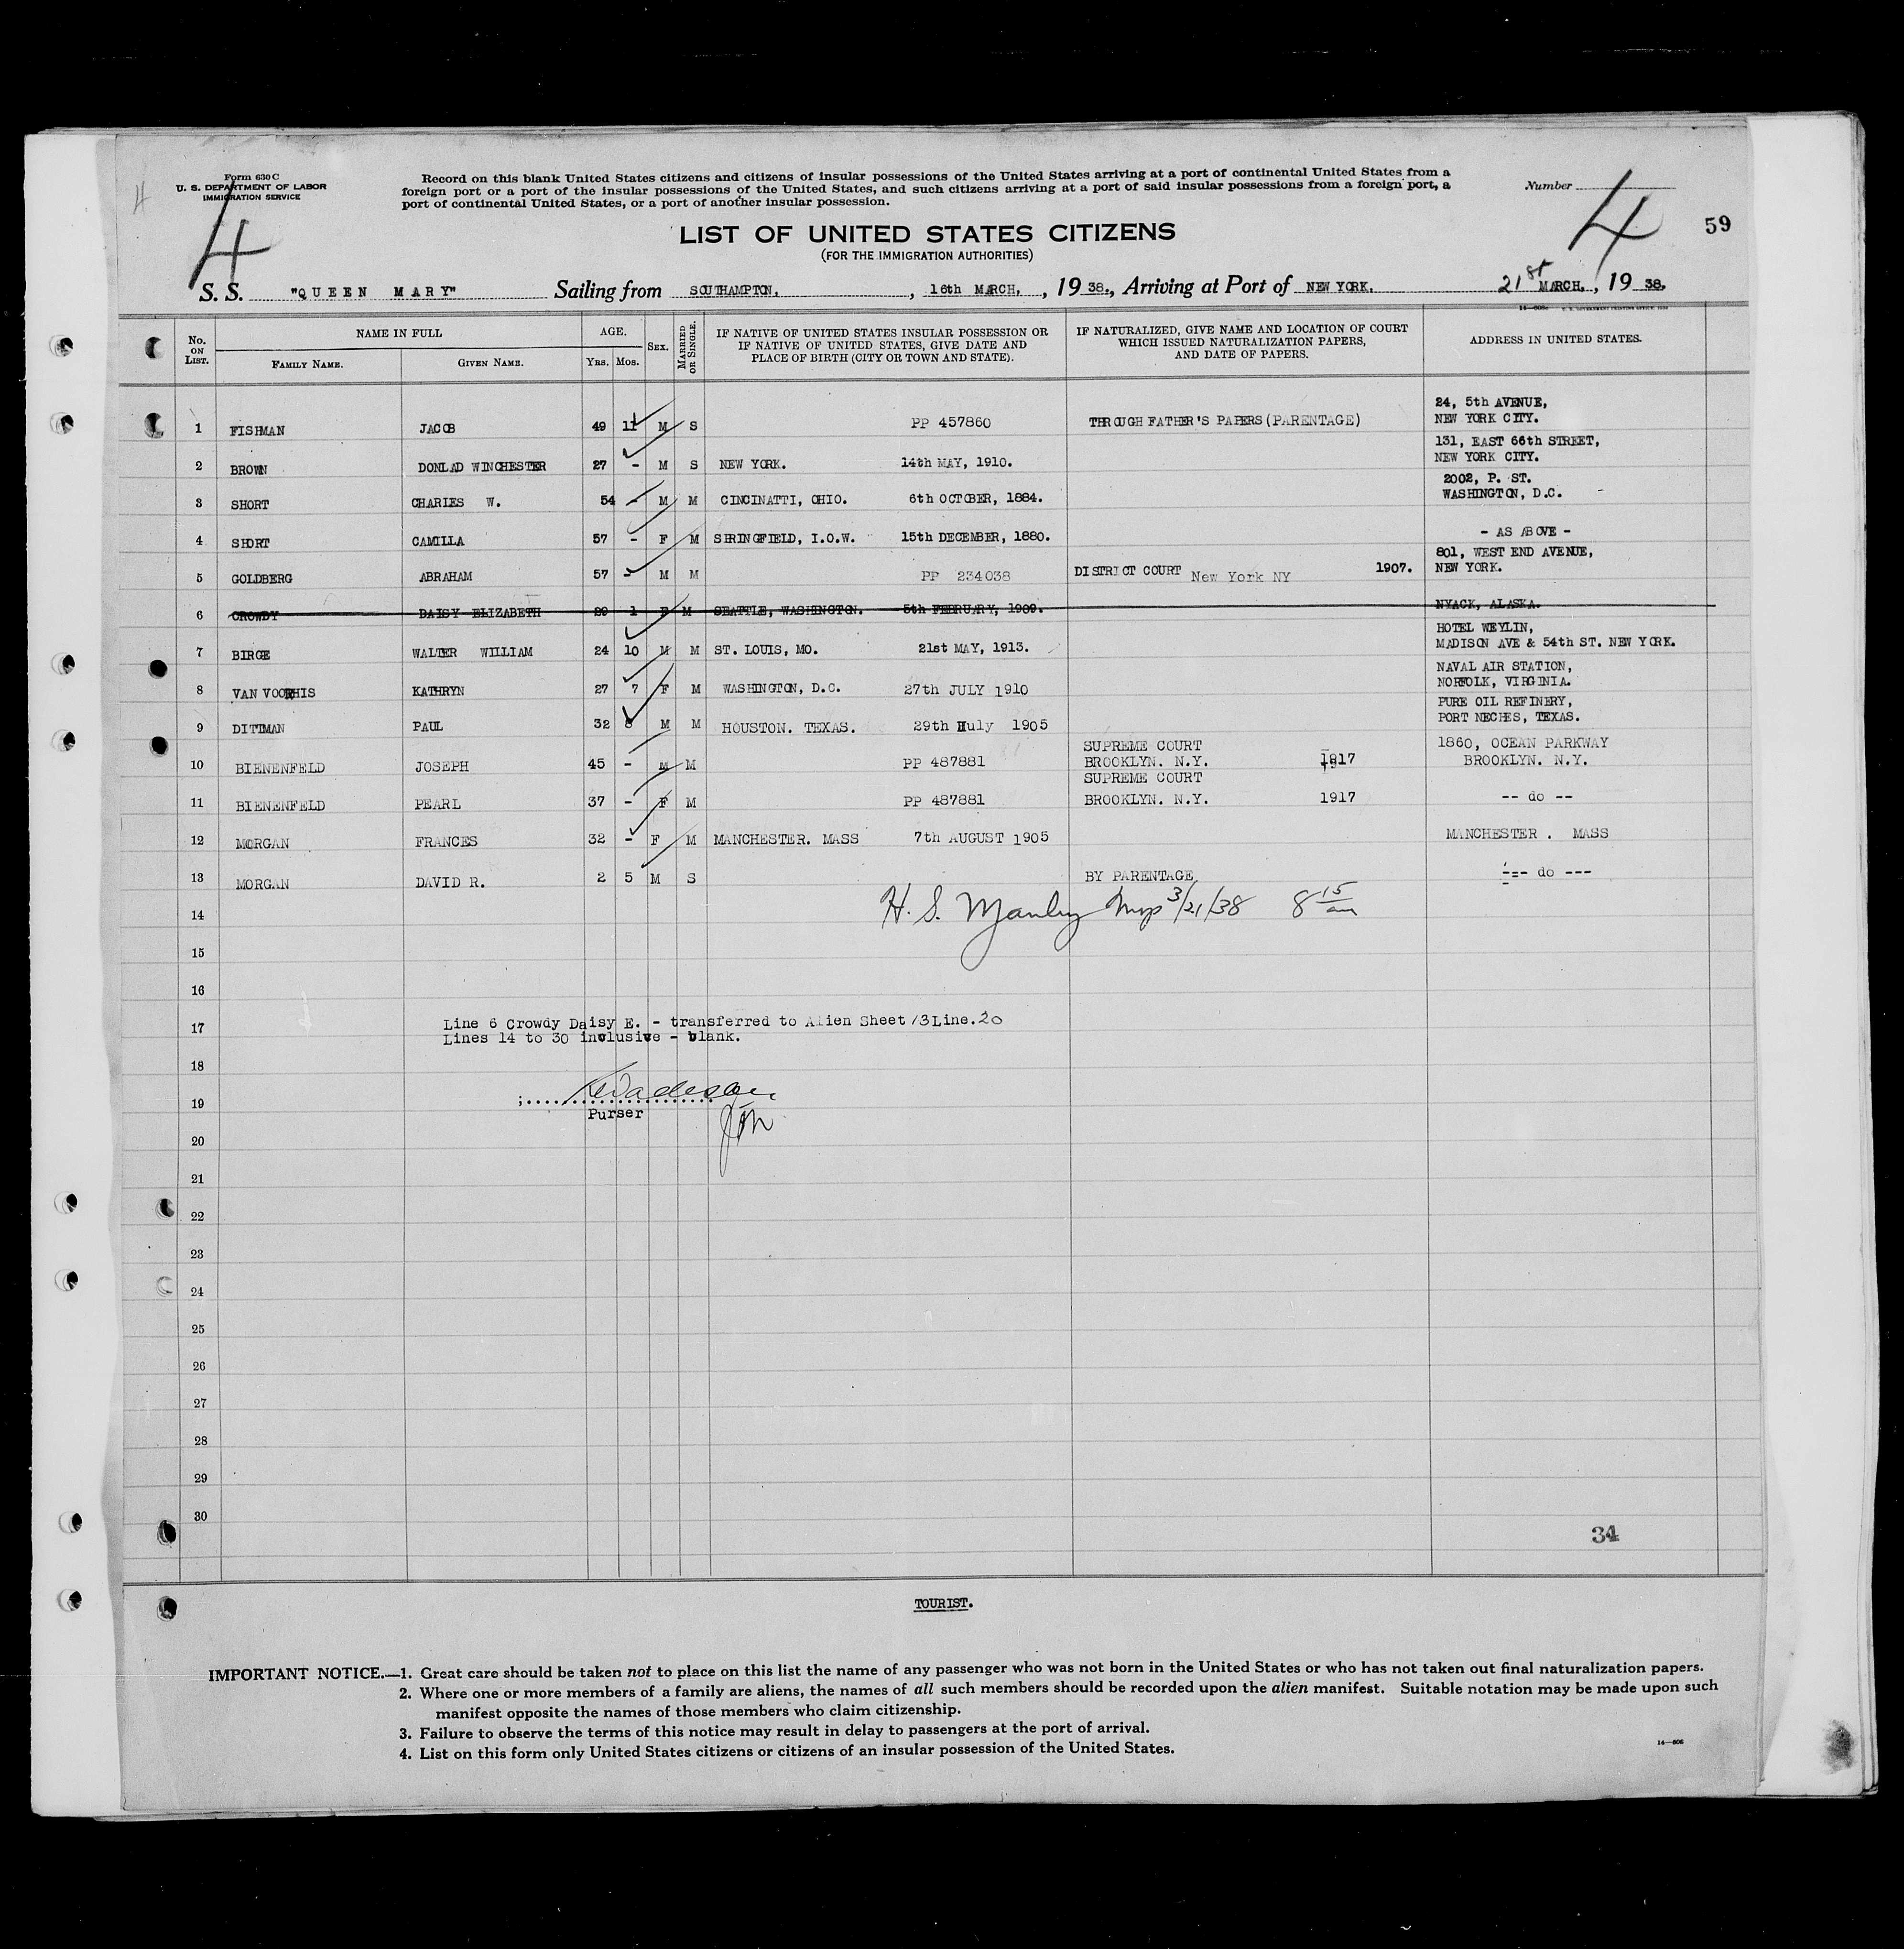 Form 630 C
U. S. DEPARTMENT OF LABOR
IMMIGRATION SERVICE
4
4
Record on this blank United States citizens and citizens of insular possessions of the United States arriving at a port of continental United States from a
foreign port or a port of the insular possessions of the United States, and such citizens arriving at a port of said insular possessions from a foreign port, a
port of continental United States, or a port of another insular possession.
Number
4
59
LIST OF UNITED STATES CITIZENS
(FOR THE IMMIGRATION AUTHORITIES)
S. S. "QUEEN MARY" Sailing from SOUTHAMPTON, , 16th MARCH, , 19 38., Arriving at Port of NEW YORK. 21st MARCH, , 19 38.
No. ON LIST. NAME IN FULL FAMILY NAME. GIVEN NAME. AGE. YRS. MOS. SEX. MARRIED OR SINGLE. IF NATIVE OF UNITED STATES INSULAR POSSESSION OR IF NATIVE OF UNITED STATES, GIVE DATE AND PLACE OF BIRTH (CITY OR TOWN AND STATE). IF NATURALIZED, GIVE NAME AND LOCATION OF COURT WHICH ISSUED NATURALIZATION PAPERS, AND DATE OF PAPERS. ADDRESS IN UNITED STATES.
1 FISHMAN JACOB 49 11 M S PP 457860 THROUGH FATHER'S PAPERS (PARENTAGE) 24, 5th AVENUE, NEW YORK CITY.
2 BROWN DONLAD WINCHESTER 27 - M S NEW YORK. 14th MAY, 1910. 131, EAST 66th STREET, NEW YORK CITY.
3 SHORT CHARLES W. 54 - M M CINCINATTI, OHIO. 6th OCTOBER, 1884. 2002, P. ST. WASHINGTON, D.C. -
4 SHORT CAMILLA 57 - F M SPRINGFIELD, I.O.W. 15th DECEMBER, 1880. - AS ABOVE -
5 GOLDBERG ABRAHAM 57 - M M PP 234038 DISTRICT COURT New York NY 1907. 801, WEST END AVENUE, NEW YORK.
6 CROWDY DAISY ELIZABETH 29 1 F M SEATTLE, WASHINGTON. 5th FEBRUARY, 1909. NYACK, ALASKA.
7 BIRGE WALTER WILLIAM 24 10 M M ST. LOUIS, MO. 21st MAY, 1913. HOTEL WEYLIN, MADISON AVE & 54th ST. NEW YORK.
8 VAN VOORHIS KATHRYN 27 7 F M WASHINGTON, D.C. 27th JULY 1910 NAVAL AIR STATION, NORFOLK, VIRGINIA.
9 DITTMAN PAUL 32 8 M M HOUSTON. TEXAS. 29th July 1905 PURE OIL REFINERY, PORT NECHES, TEXAS.
10 BIENENFELD JOSEPH 45 - M M PP 487881 SUPREME COURT BROOKLYN. N.Y. 1917 1860, OCEAN PARKWAY BROOKLYN. N.Y.
11 BIENENFELD PEARL 37 - F M PP 487881 SUPREME COURT BROOKLYN. N.Y. 1917 -- do --
12 MORGAN FRANCES 32 - F M MANCHESTER. MASS 7th AUGUST 1905 MANCHESTER . MASS
13 MORGAN DAVID R. 2 5 M S BY PARENTAGE --- do ---
14 H. S. Manley Insp 3/21/38 8 15 am
15
16
17 Line 6 Crowdy Daisy E. - transferred to Alien Sheet 13 Line.20
Lines 14 to 30 inclusive - blank.
18
19
Purser
20
21
22
23
24
25
26
27
28
29
30
34
TOURIST.
IMPORTANT NOTICE.—1. Great care should be taken not to place on this list the name of any passenger who was not born in the United States or who has not taken out final naturalization papers.
2. Where one or more members of a family are aliens, the names of all such members should be recorded upon the alien manifest. Suitable notation may be made upon such
manifest opposite the names of those members who claim citizenship.
3. Failure to observe the terms of this notice may result in delay to passengers at the port of arrival.
4. List on this form only United States citizens or citizens of an insular possession of the United States.
14—606